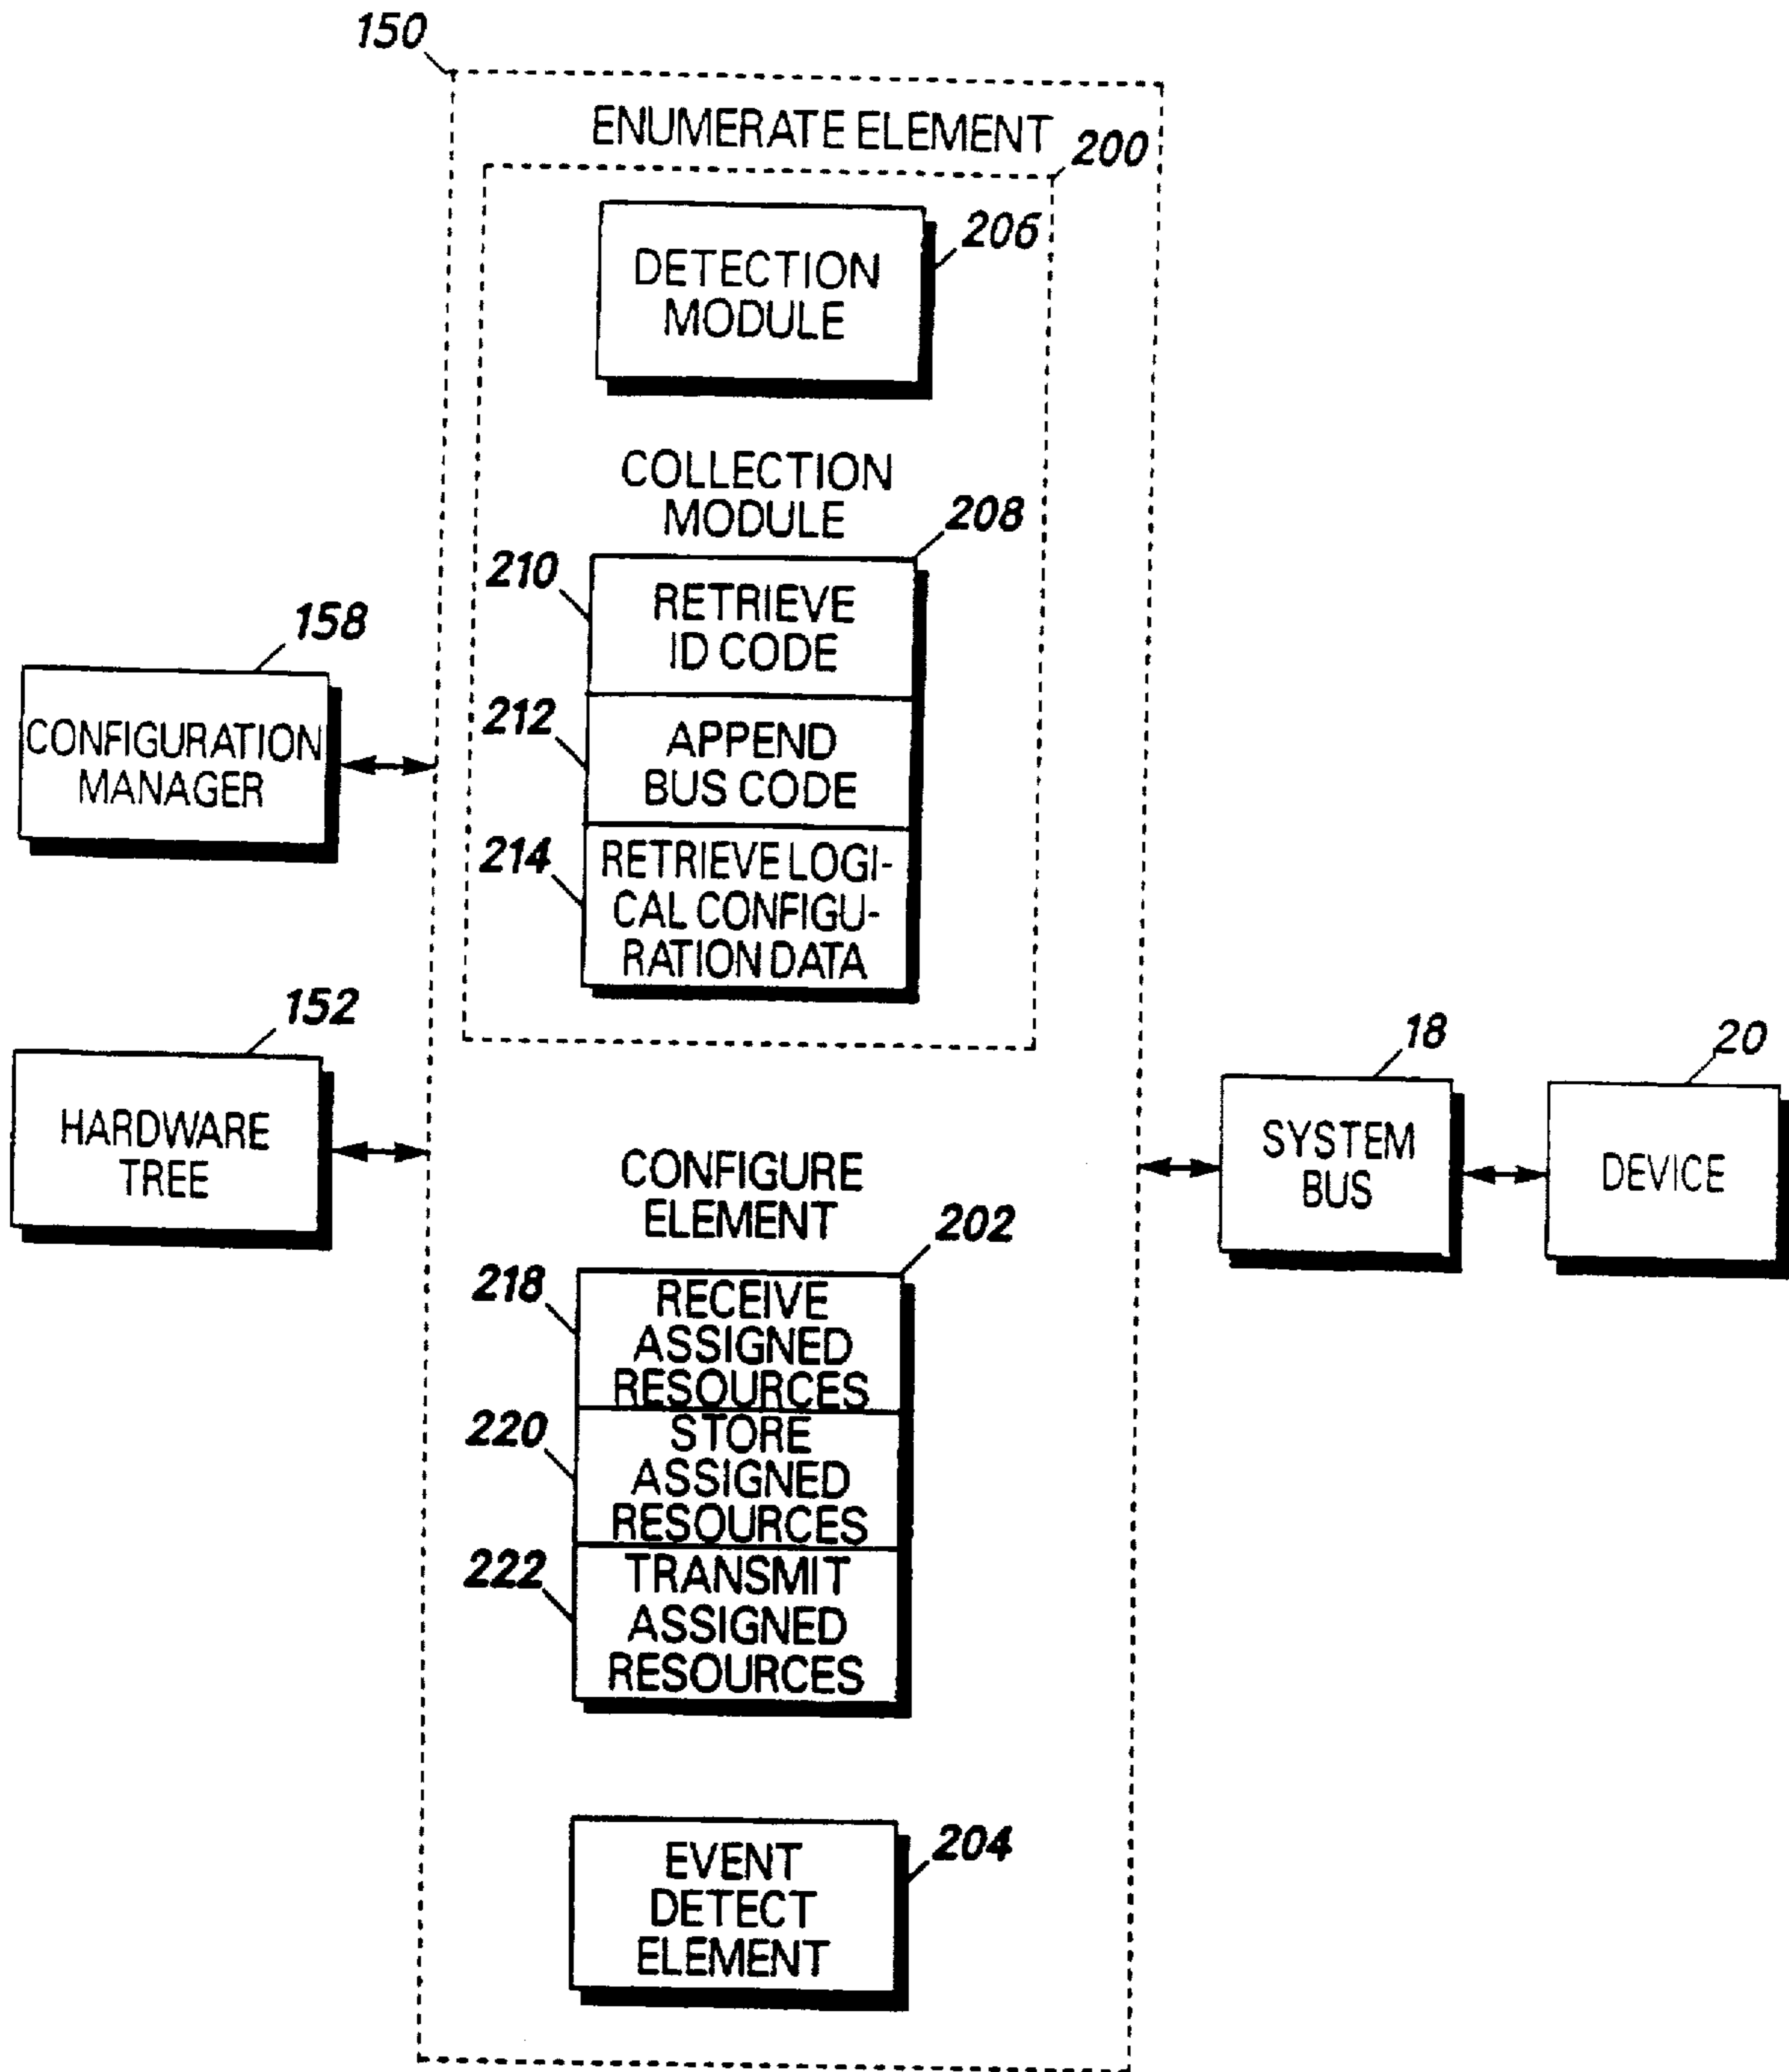 150
ENUMERATE ELEMENT
200
DETECTION
MODULE
206
COLLECTION
MODULE
208
210
RETRIEVE
ID CODE
212
APPEND
BUS CODE
214
RETRIEVE LOGI-
CAL CONFIGU-
RATION DATA
158
CONFIGURATION
MANAGER
152
HARDWARE
TREE
18
SYSTEM
BUS
20
DEVICE
CONFIGURE
ELEMENT
202
218
RECEIVE
ASSIGNED
RESOURCES
220
STORE
ASSIGNED
RESOURCES
222
TRANSMIT
ASSIGNED
RESOURCES
EVENT
DETECT
ELEMENT
204